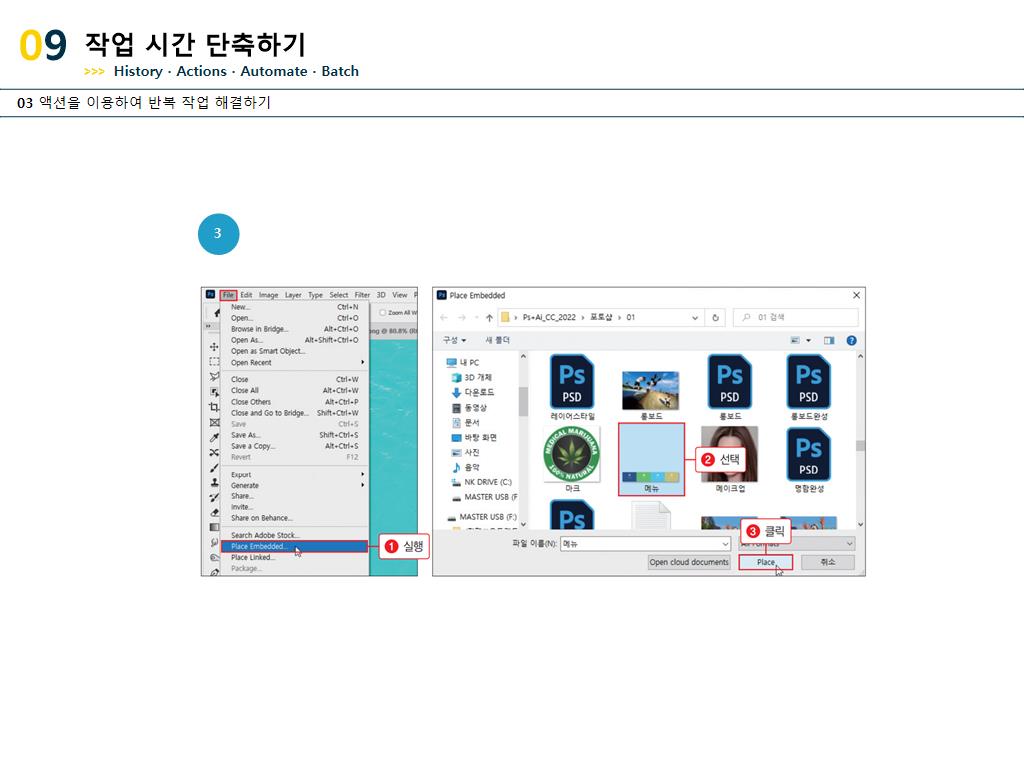 09 작업 시간 단축하기
>>> History · Actions · Automate · Batch
03 액션을 이용하여 반복 작업 해결하기
3
File Edit Image Layer Type Select Filter 3D View
New... Ctrl+N
Open... Ctrl+O
Browse in Bridge... Alt+Ctrl+O
Open As... Alt+Shift+Ctrl+O
Open as Smart Object...
Open Recent
Close Ctrl+W
Close All Alt+Ctrl+W
Close Others Alt+Ctrl+P
Close and Go to Bridge... Shift+Ctrl+W
Save Ctrl+S
Save As... Shift+Ctrl+S
Save a Copy... Alt+Ctrl+S
Revert F12
Export
Generate
Share...
Invite...
Share on Behance...
Search Adobe Stock...
Place Embedded...
Place Linked...
Package...
Zoom All W
ng @ 80.8% (R
1 실행
Ps Place Embedded
Ps+Ai_CC_2022 › 포토샵 › 01
01 검색
구성 새 폴더
내 PC
3D 개체
다운로드
동영상
문서
바탕 화면
사진
음악
NK DRIVE (C:)
MASTER USB (F
MASTER USB (F:)
Ps PSD
레이어스타일
롱보드
Ps PSD
롱보드
Ps PSD
롱보드완성
MEDICAL MARIJUANA 100% NATURAL
마크
메뉴
2 선택
메이크업
Ps PSD
명함완성
Ps
3 클릭
파일 이름(N): 메뉴
All Formats
Open cloud documents Place 취소